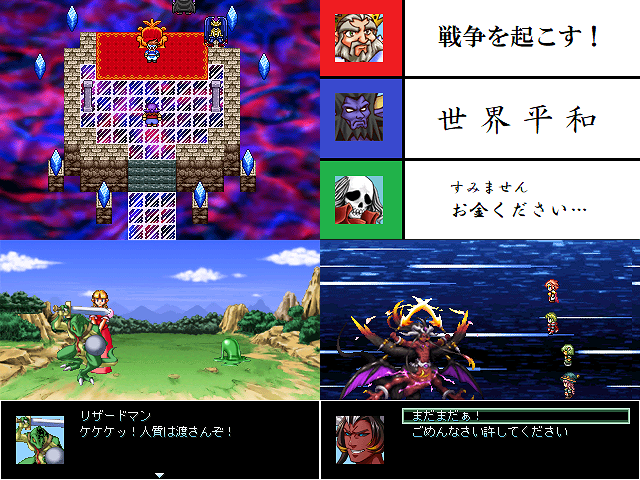 戦争を起こす！
世界平和
すみません
お金ください…
リザードマン
ケケケッ！人質は渡さんぞ！
まだまだぁ！
ごめんなさい許してください